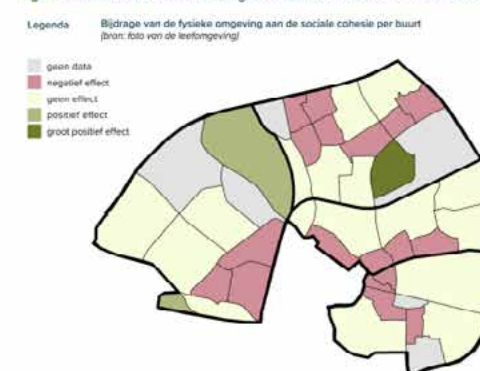 Legenda
Bijdrage van de fysieke omgeving aan de sociale cohesie per buurt
(bron: foto van de leefomgeving)
geen data
negatief effect
geen effect
positief effect
groot positief effect